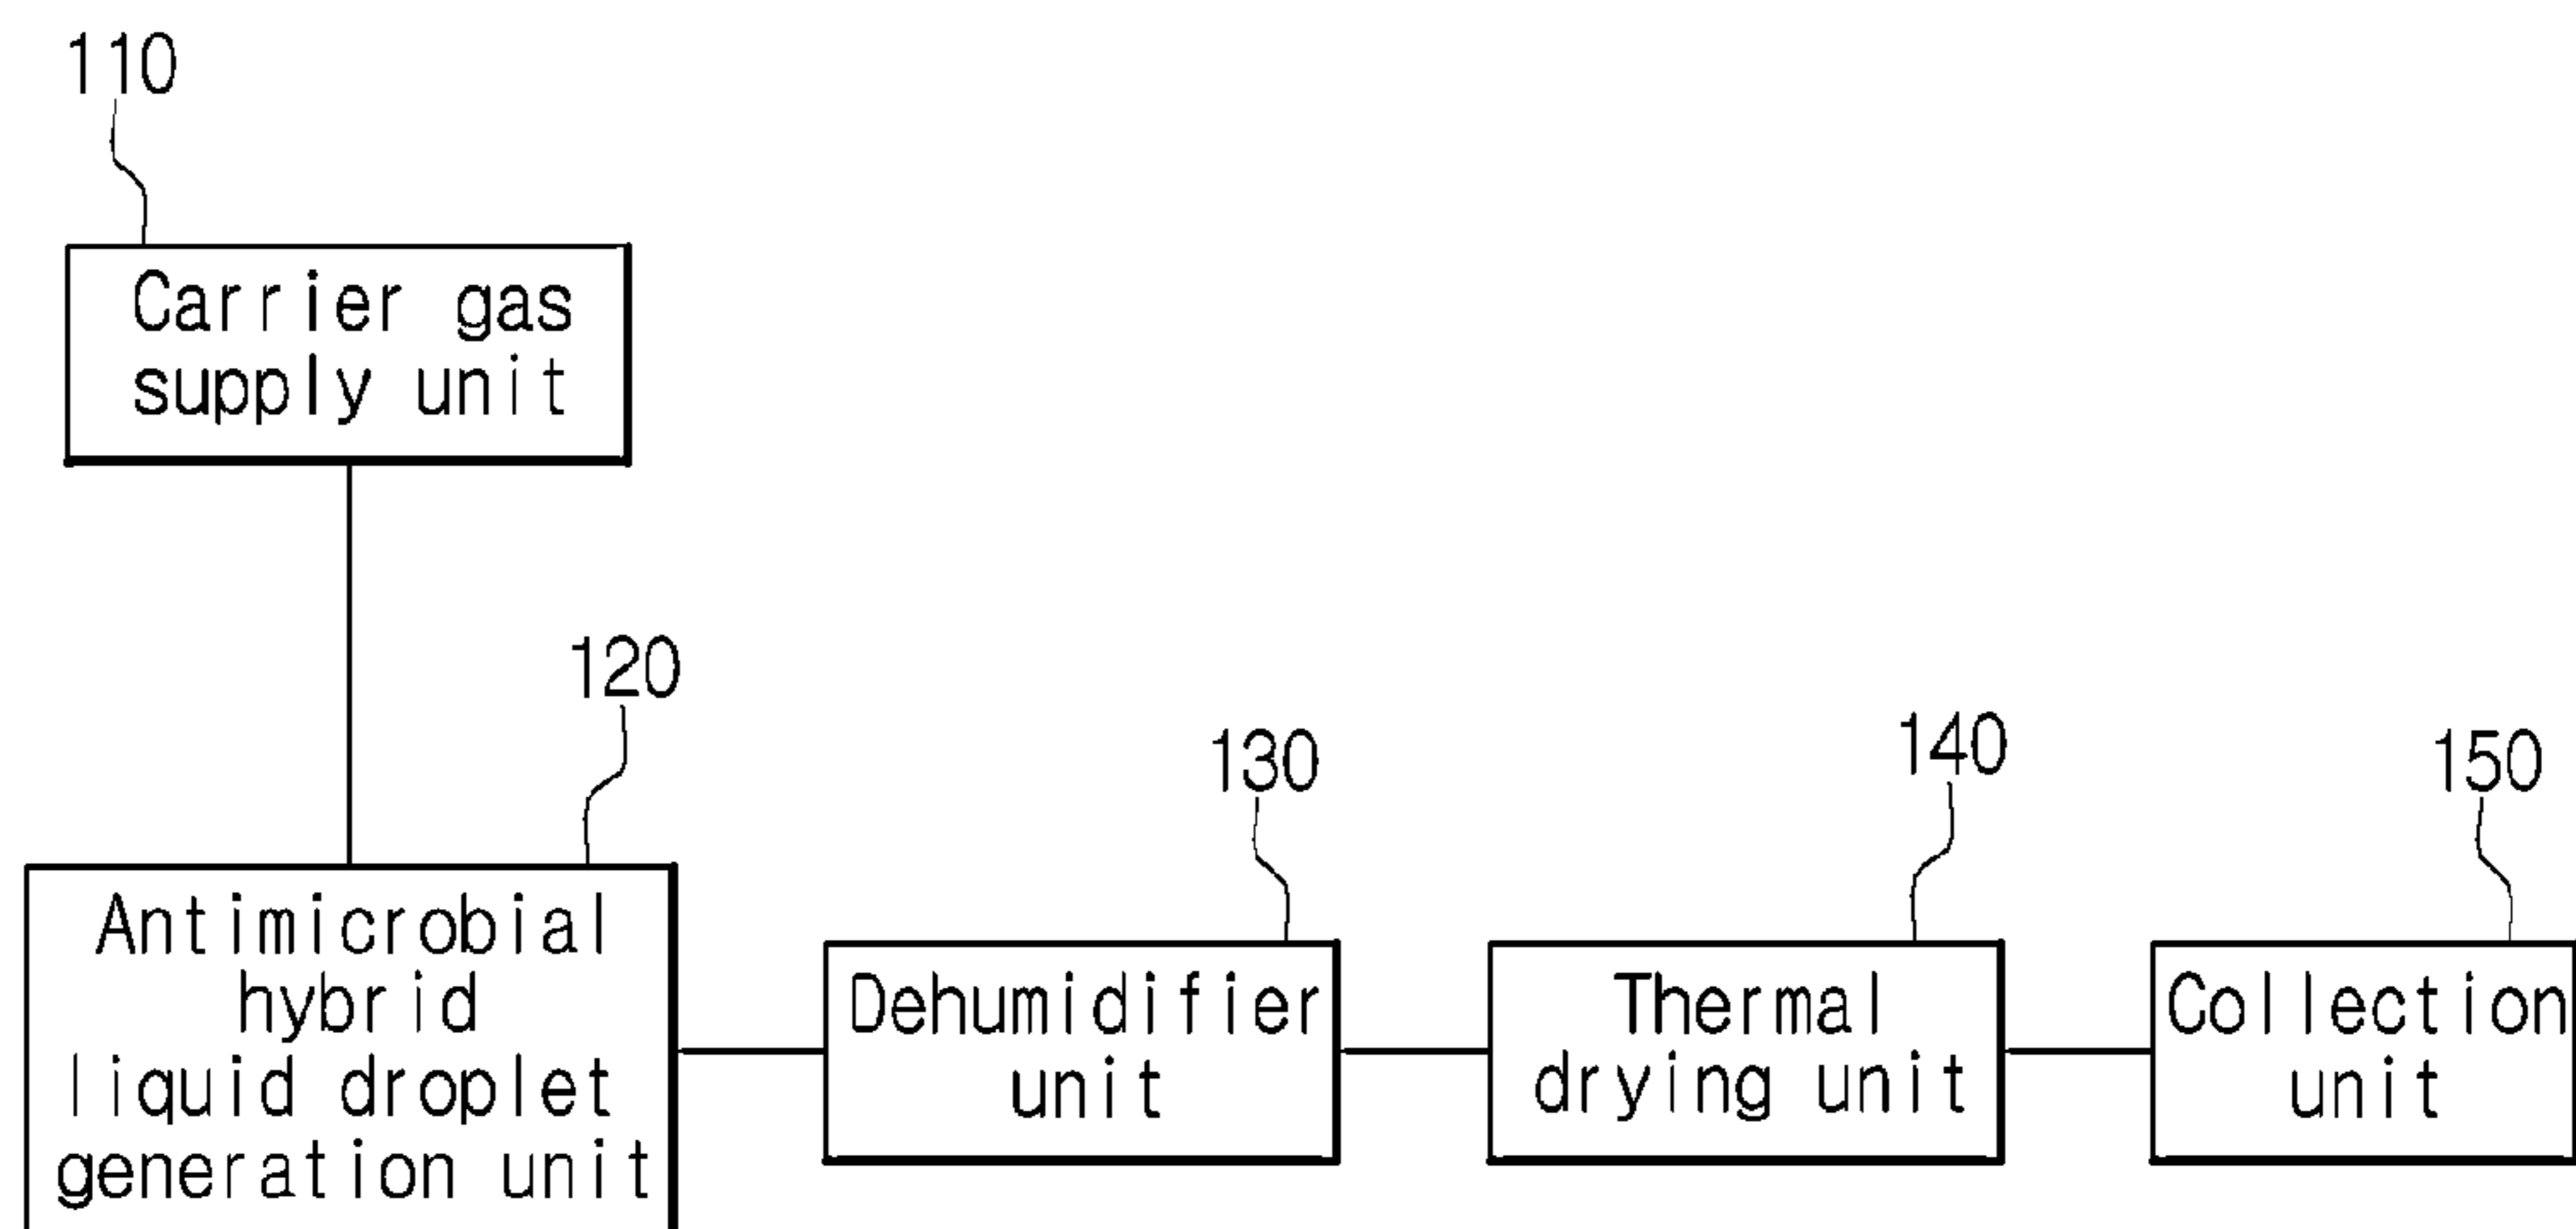 110
Carrier gas
supply unit
120
Antimicrobial
hybrid
liquid droplet
generation unit
130
Dehumidifier
unit
140
Thermal
drying unit
150
Collection
unit